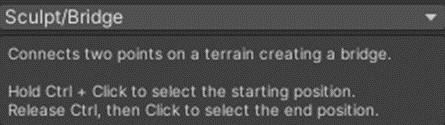 Sculpt/Bridge
Connects two points on a terrain creating a bridge.
Hold Ctrl + Click to select the starting position.
Release Ctrl, then Click to select the end position.